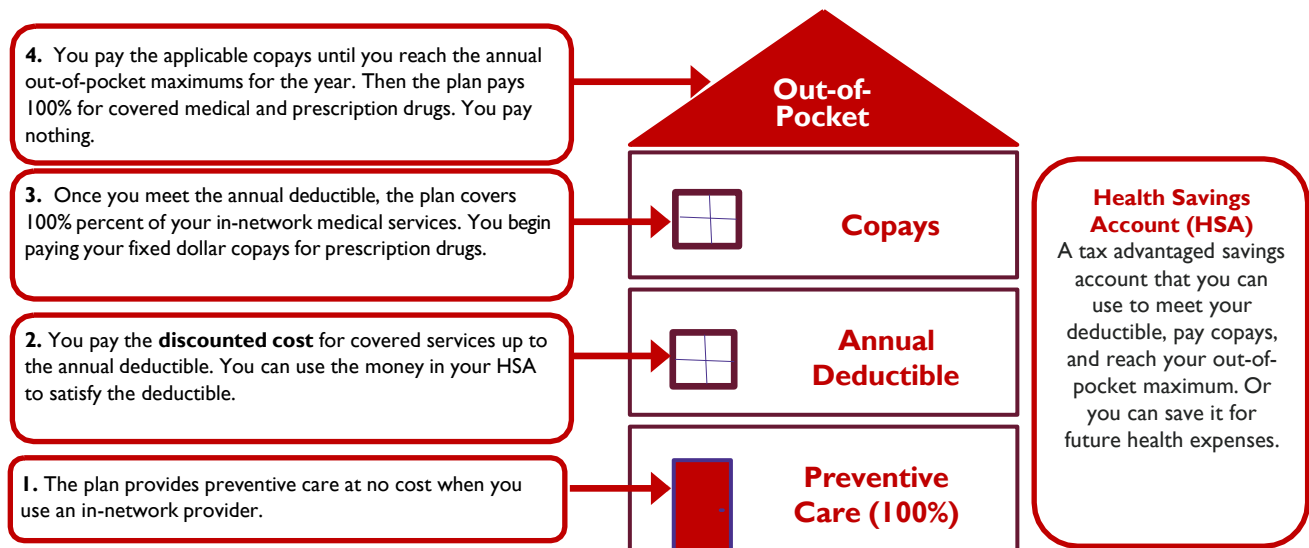 4. You pay the applicable copays until you reach the annual
out-of-pocket maximums for the year. Then the plan pays
100% for covered medical and prescription drugs. You pay
nothing.
Out-of-
Pocket
3. Once you meet the annual deductible, the plan covers
100% percent of your in-network medical services. You begin
paying your fixed dollar copays for prescription drugs.
Copays
2. You pay the discounted cost for covered services up to
the annual deductible. You can use the money in your HSA
to satisfy the deductible.
Annual
Deductible
1. The plan provides preventive care at no cost when you
use an in-network provider.
Preventive
Care (100%)
Health Savings
Account (HSA)
A tax advantaged savings
account that you can
use to meet your
deductible, pay copays,
and reach your out-of-
pocket maximum. Or
you can save it for
future health expenses.